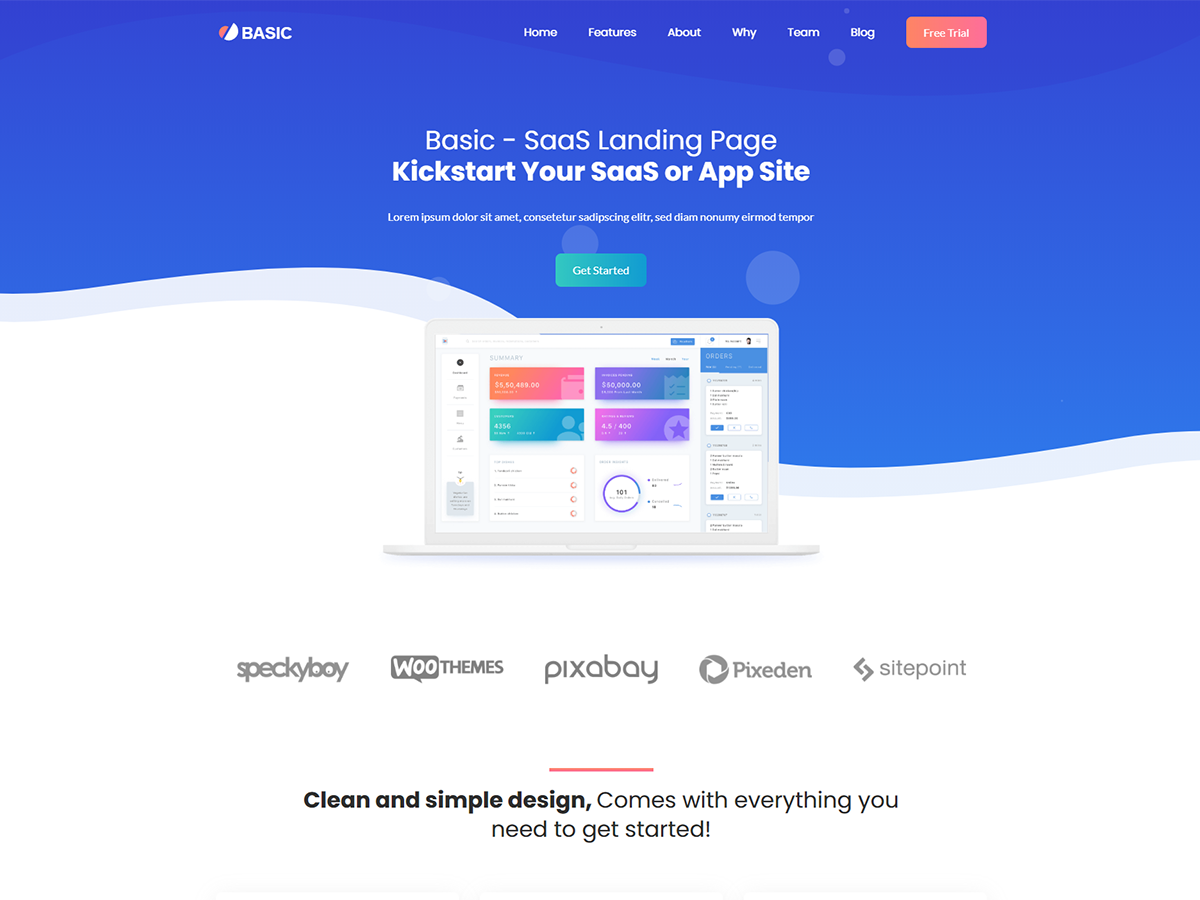 BASIC
Home Features About Why Team Blog Free Trial
Basic - SaaS Landing Page
Kickstart Your SaaS or App Site
Lorem ipsum dolor sit amet, consetetur sadipscing elitr, sed diam nonumy eirmod tempor
Get Started
SUMMARY
ORDERS
$5,50,489.00
$50,000.00
4356
4.5 / 400
101
speckyboy
WOOTHEMES
pixabay
Pixeden
sitepoint
Clean and simple design, Comes with everything you
need to get started!